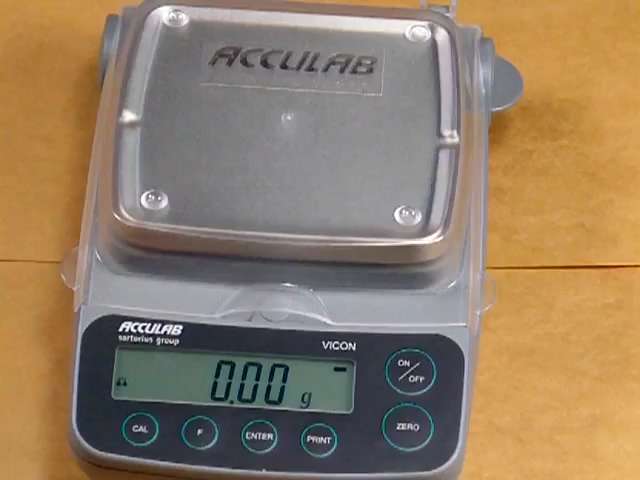 ACCULAB
ACCULAB
sartorius group
VICON
0.00 g
ON/OFF
CAL
F
ENTER
PRINT
ZERO